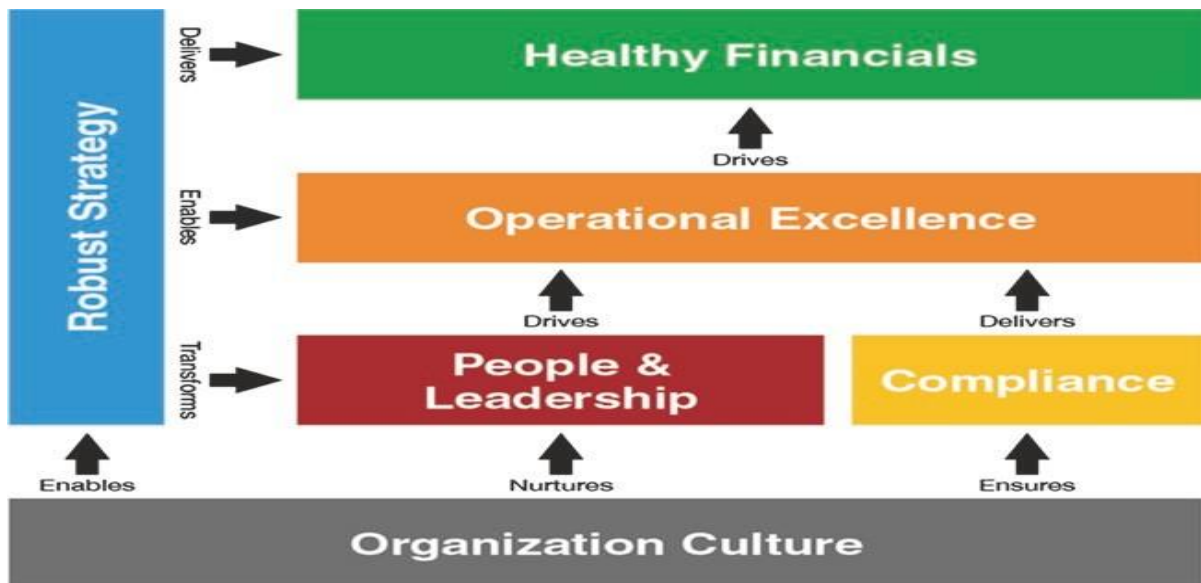 Robust Strategy
Delivers
Healthy Financials
Drives
Enables
Operational Excellence
Drives
Delivers
Transforms
People &
Leadership
Compliance
Enables
Nurtures
Ensures
Organization Culture